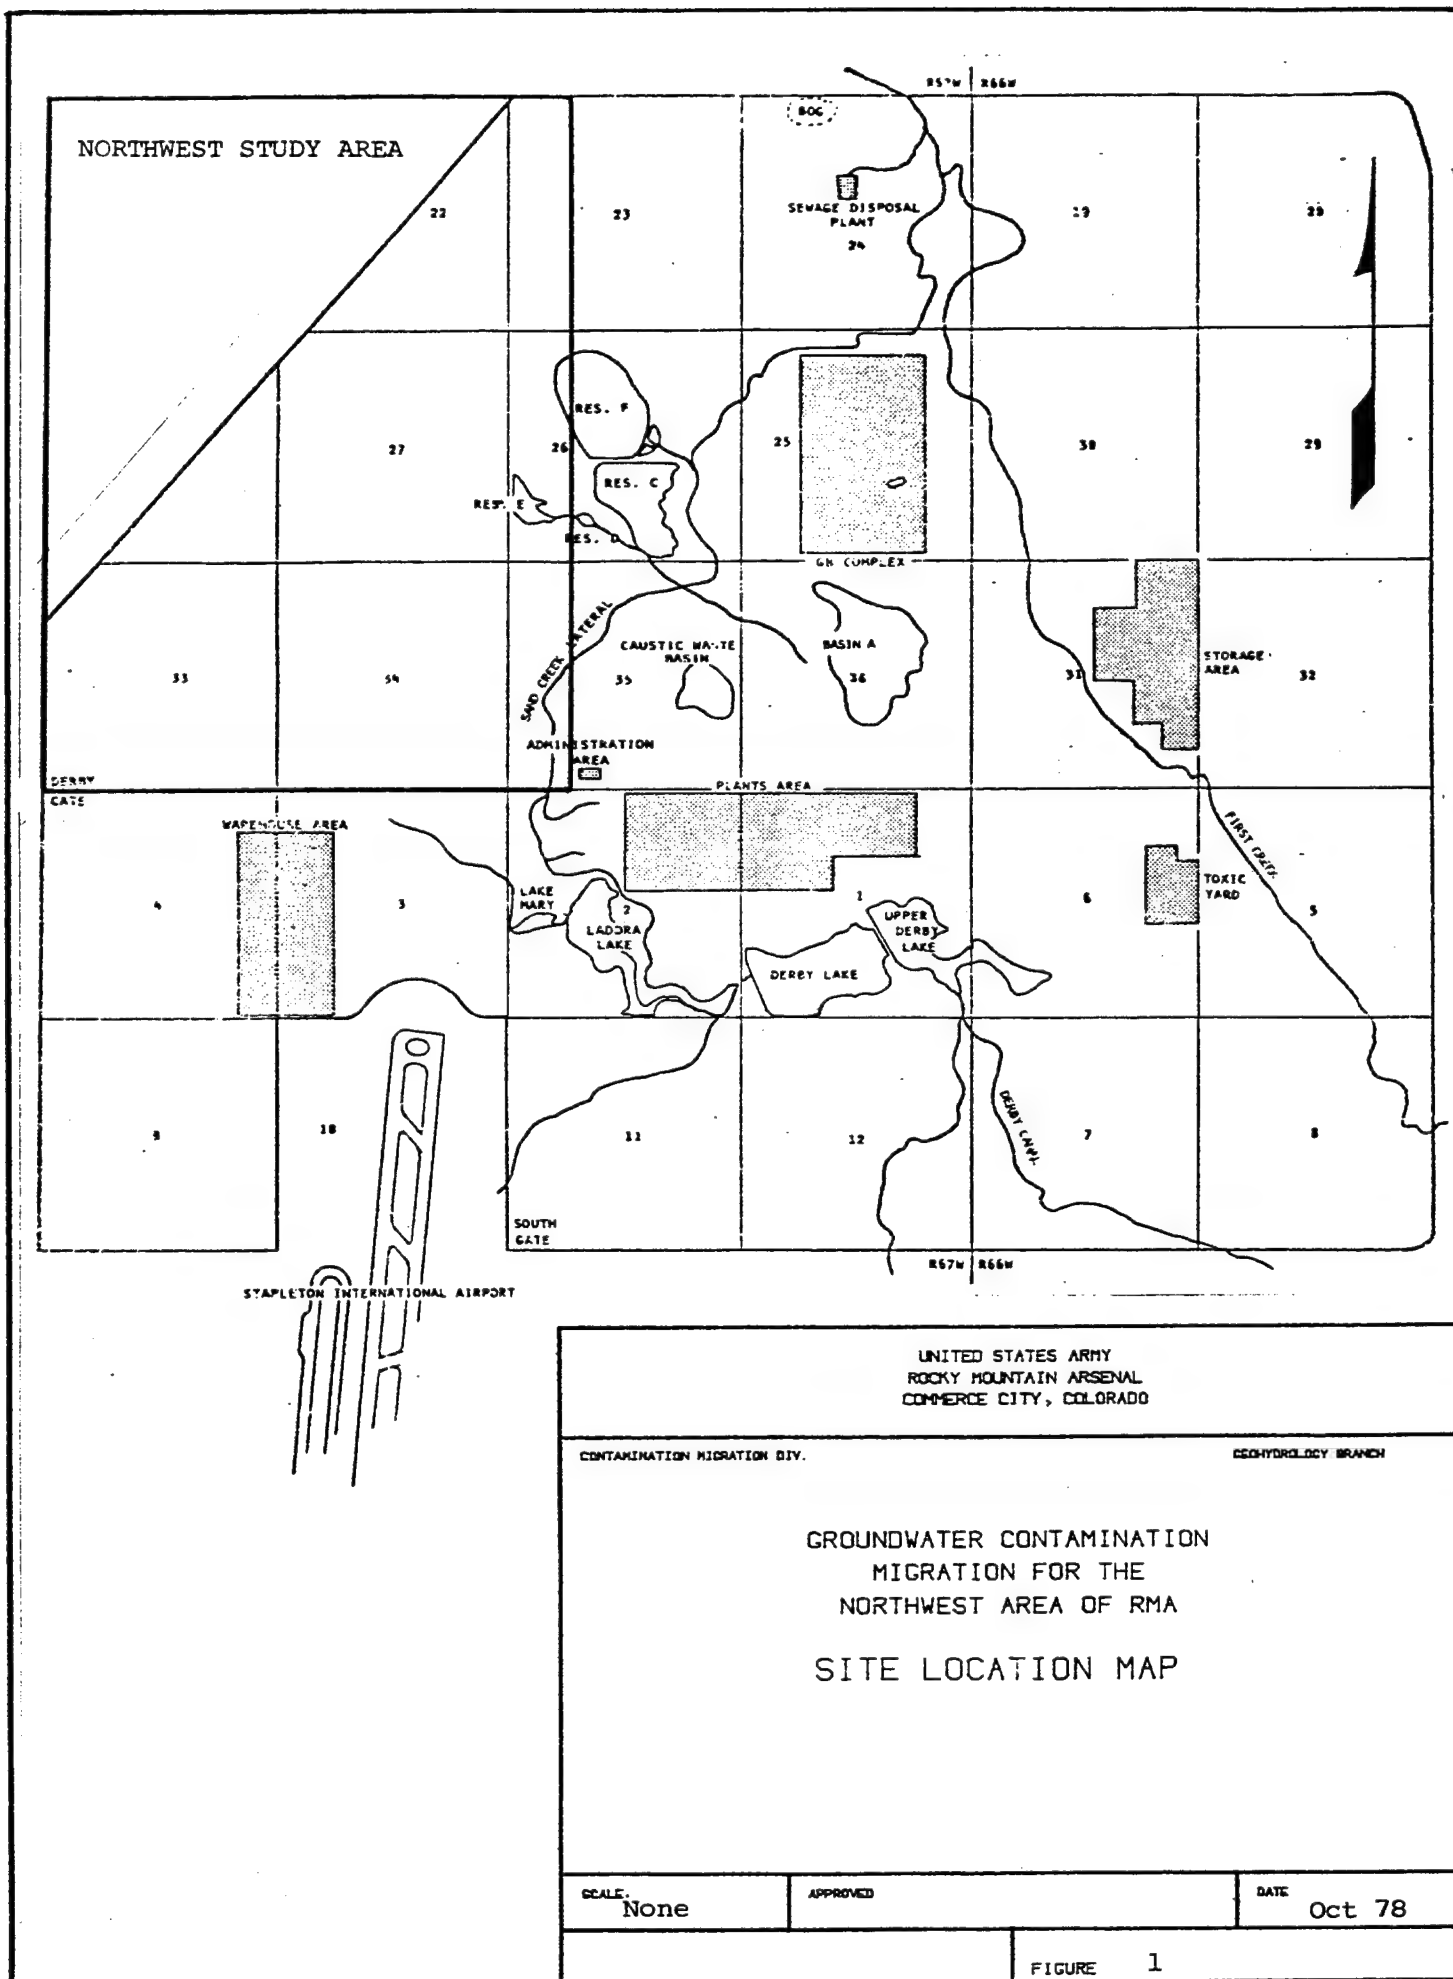 R67W R66W
BOG
NORTHWEST STUDY AREA
22
23
SEWAGE DISPOSAL
PLANT
24
19
20
RES. F
27
26
25
30
29
RES. C
RES. E
RES. D
GB COMPLEX
SAND CREEK LATERAL
CAUSTIC WASTE
BASIN
BASIN A
STORAGE
AREA
33
34
35
36
31
32
ADMINISTRATION
AREA
DERBY
GATE
PLANTS AREA
WAREHOUSE AREA
FIRST CREEK
TOXIC
YARD
LAKE
MARY
4
3
2
1
6
5
LADORA
LAKE
UPPER
DERBY
LAKE
DERBY LAKE
DERBY CANAL
9
10
11
12
7
8
SOUTH
GATE
R67W R66W
STAPLETON INTERNATIONAL AIRPORT
UNITED STATES ARMY
ROCKY MOUNTAIN ARSENAL
COMMERCE CITY, COLORADO
CONTAMINATION MIGRATION DIV.
GEOHYDROLOGY BRANCH
GROUNDWATER CONTAMINATION
MIGRATION FOR THE
NORTHWEST AREA OF RMA
SITE LOCATION MAP
SCALE: None
APPROVED
DATE Oct 78
FIGURE 1